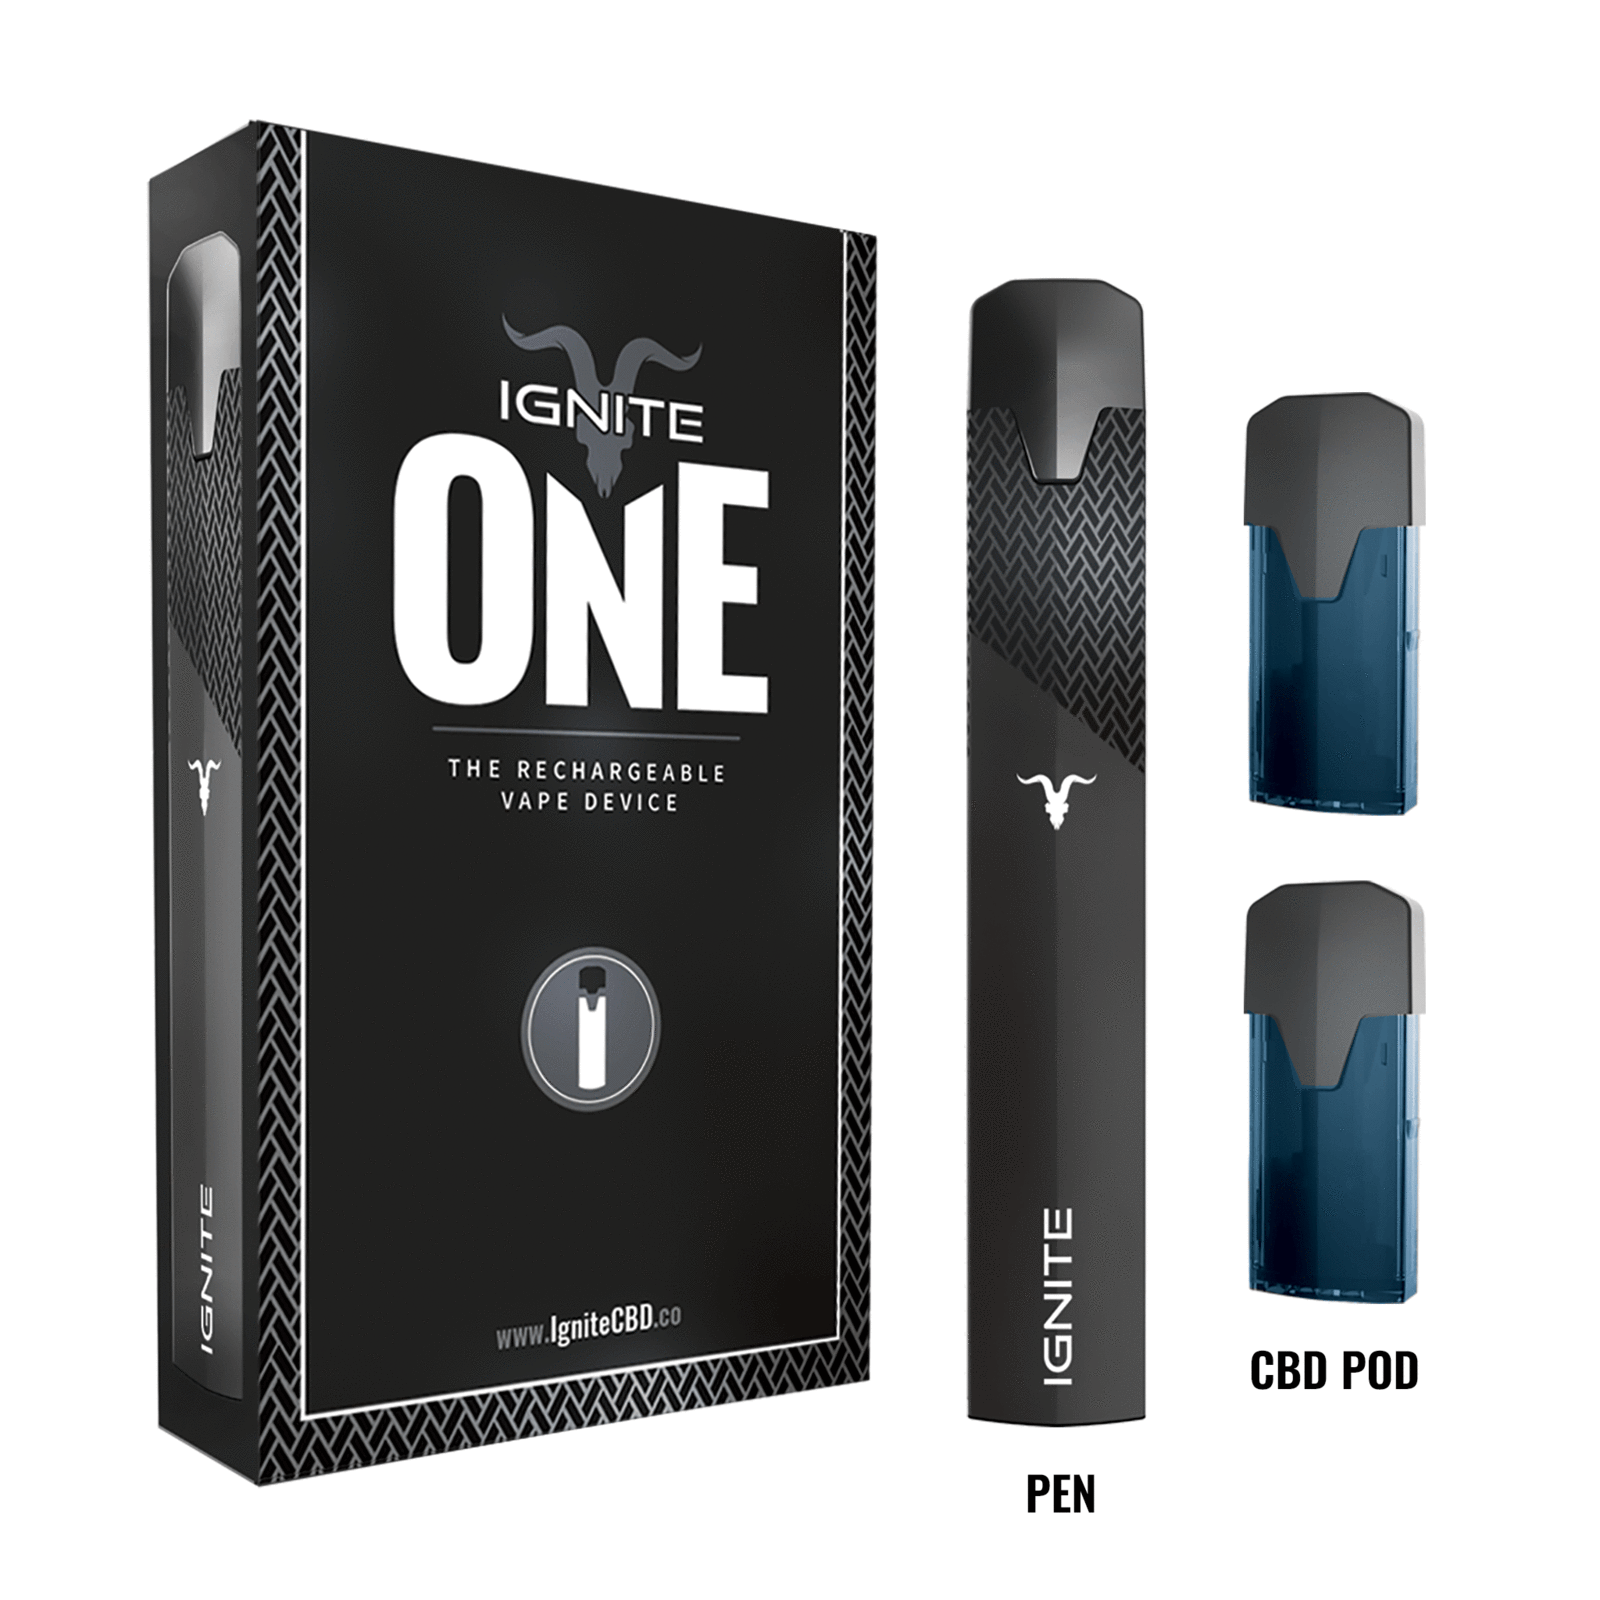 IGNITE
IGNITE
ONE
THE RECHARGEABLE
VAPE DEVICE
www.IgniteCBD.co
IGNITE
PEN
CBD POD